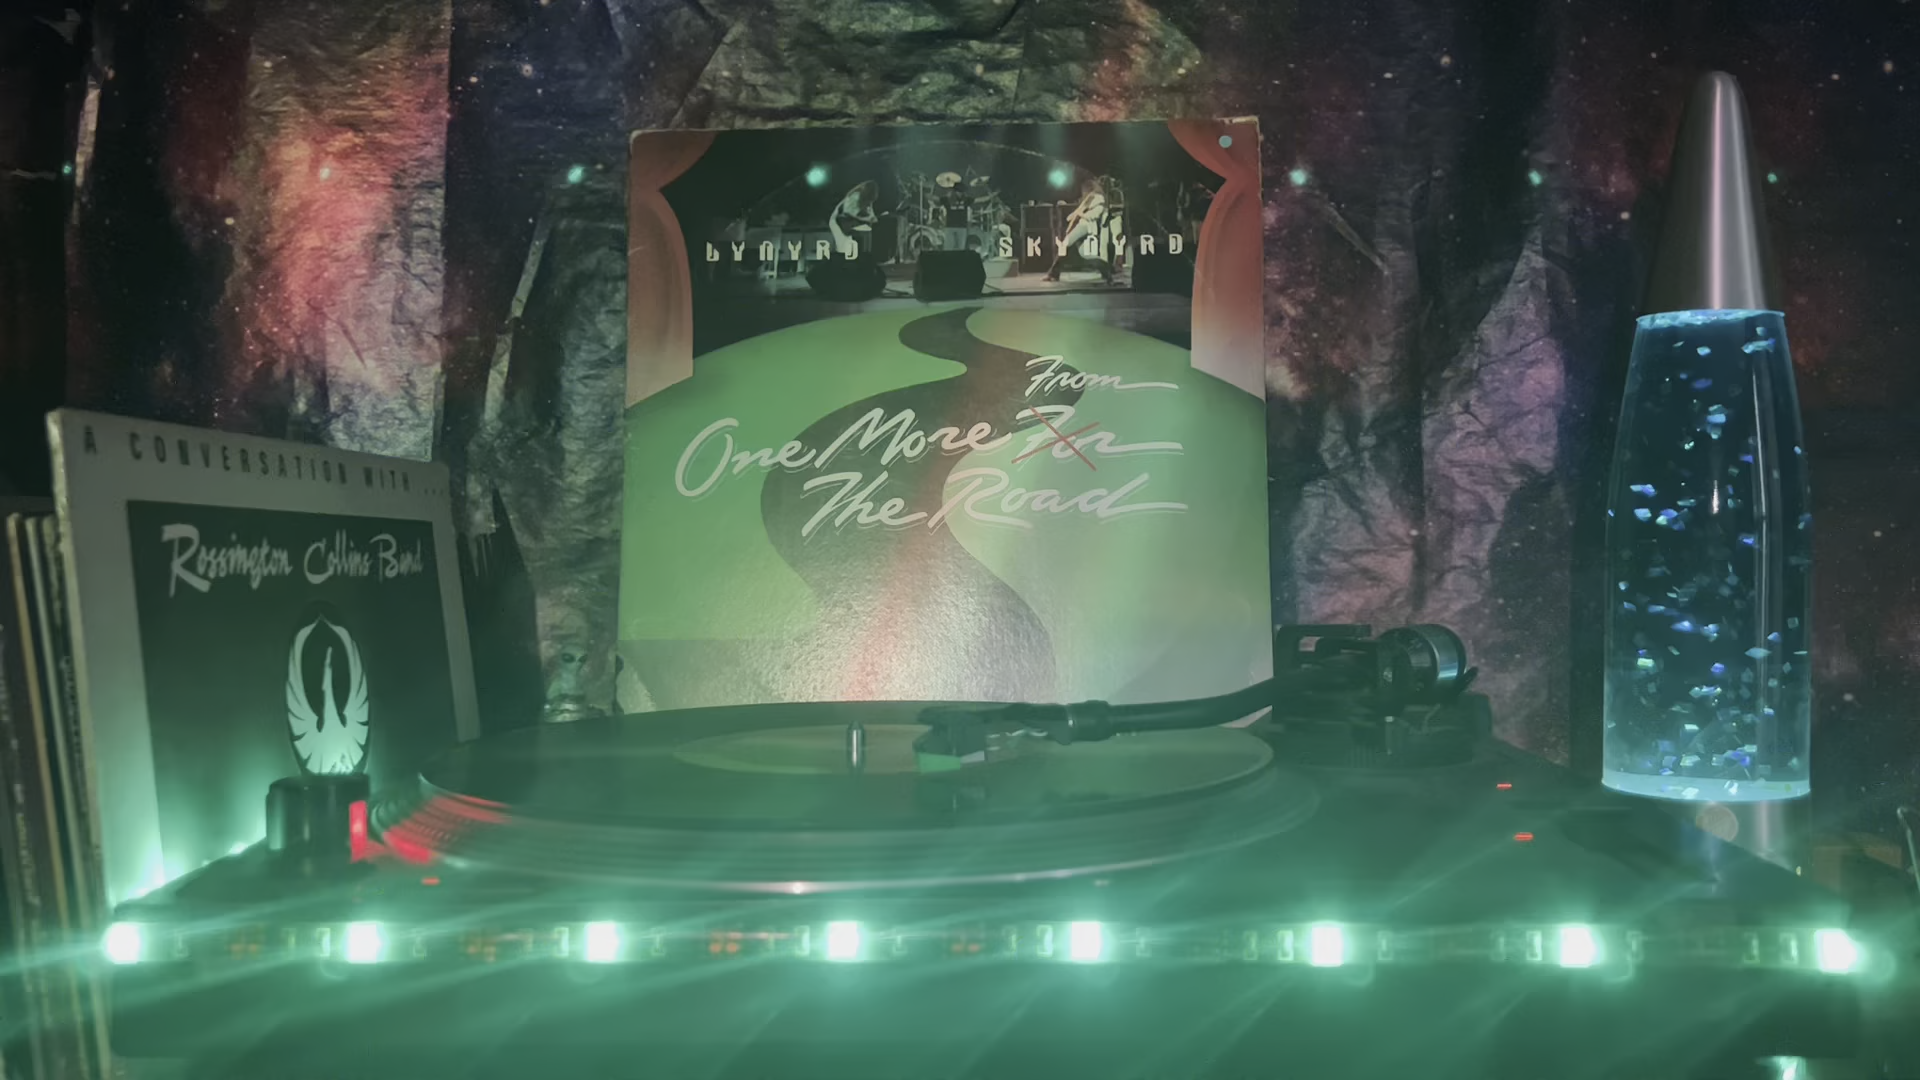 LYNYRD SKYNYRD
From
One More For
The Road
A CONVERSATION WITH ...
Rossington Collins Band